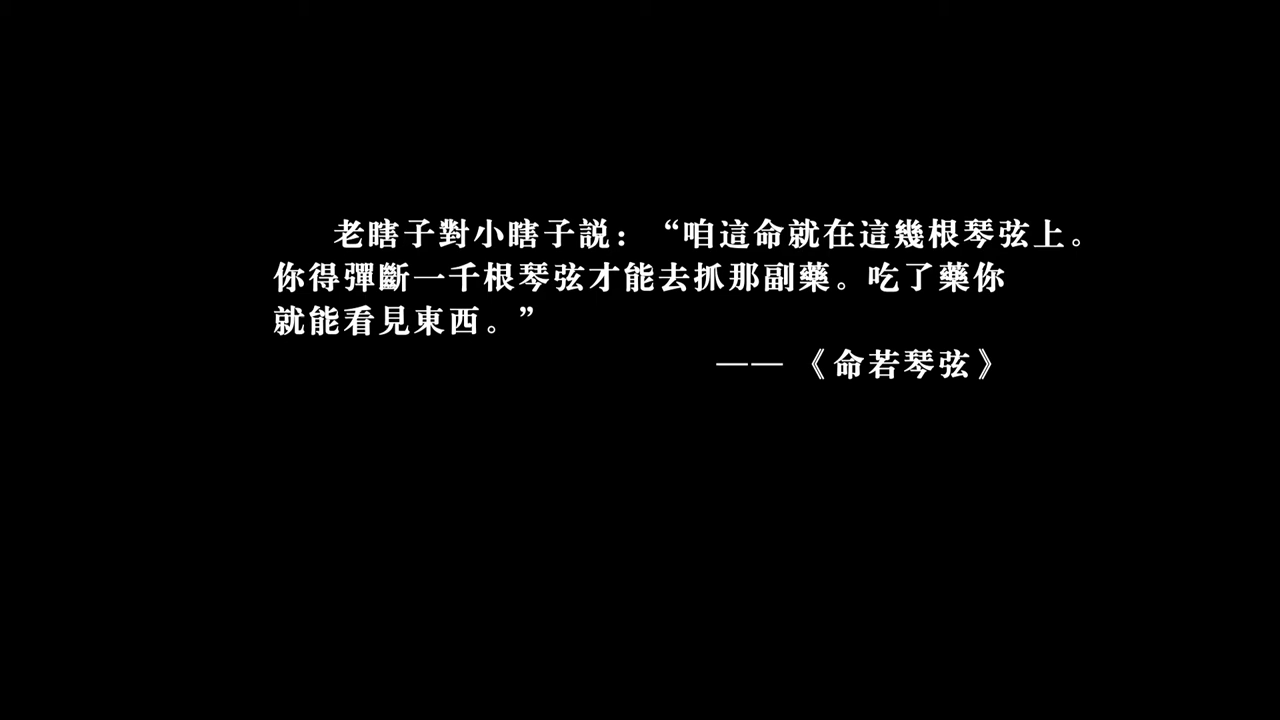 老瞎子對小瞎子説：“咱這命就在這幾根琴弦上。
你得彈斷一千根琴弦才能去抓那副藥。吃了藥你
就能看見東西。”
——《命若琴弦》